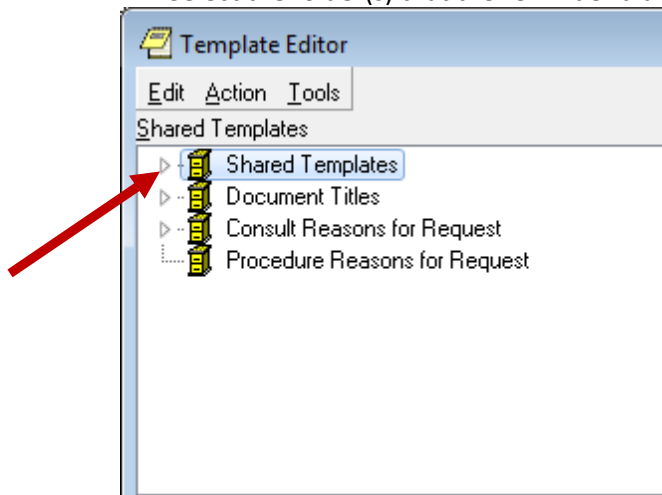 Template Editor
Edit Action Tools
Shared Templates
Shared Templates
Document Titles
Consult Reasons for Request
Procedure Reasons for Request